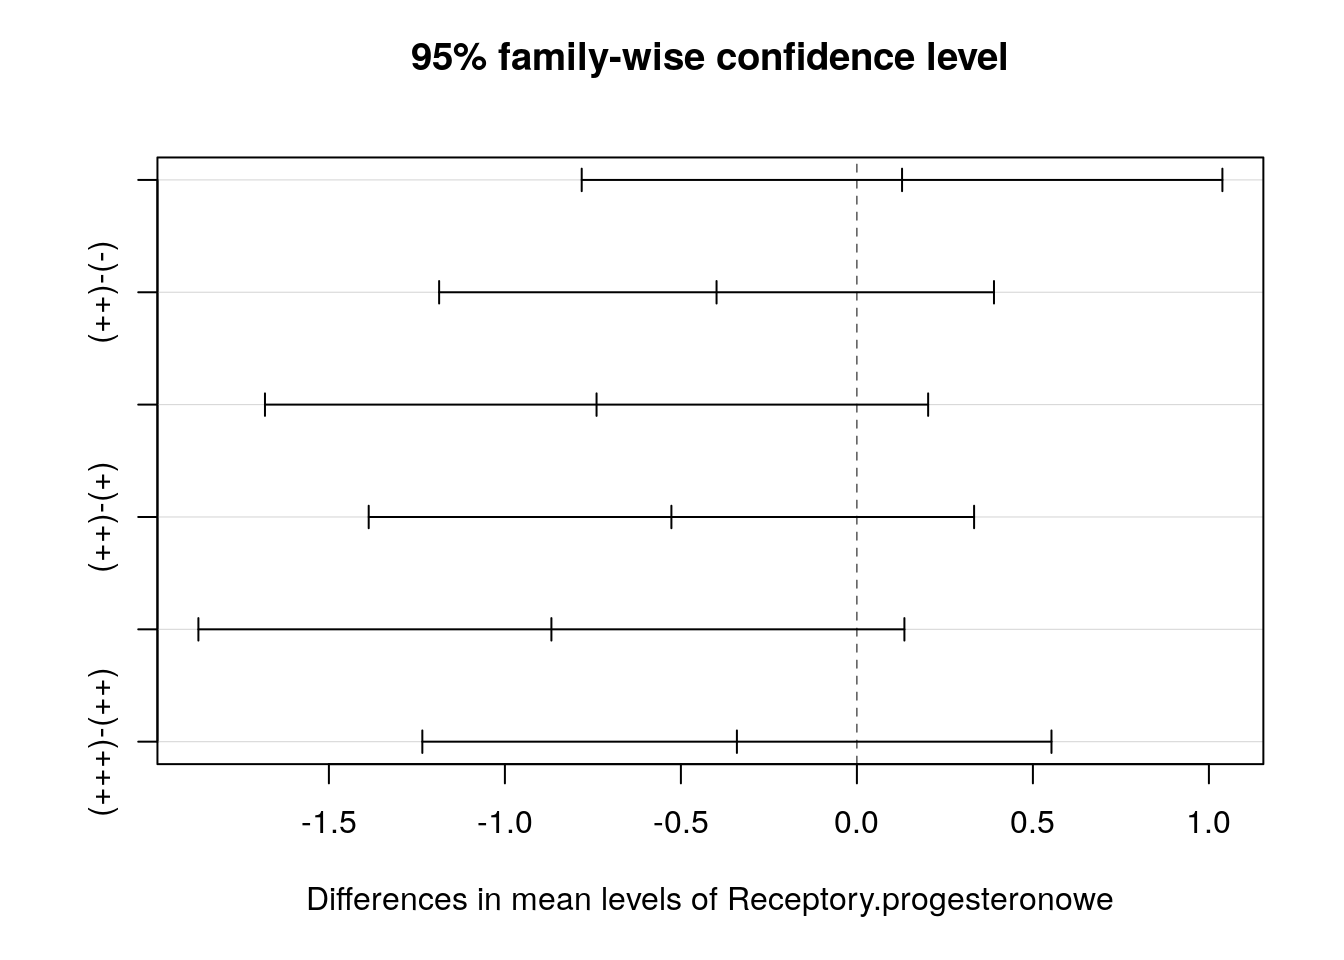 95% family-wise confidence level
(++)-(-)
(++)-(+)
(+++)-(++)
-1.5 -1.0 -0.5 0.0 0.5 1.0
Differences in mean levels of Receptory.progesteronowe